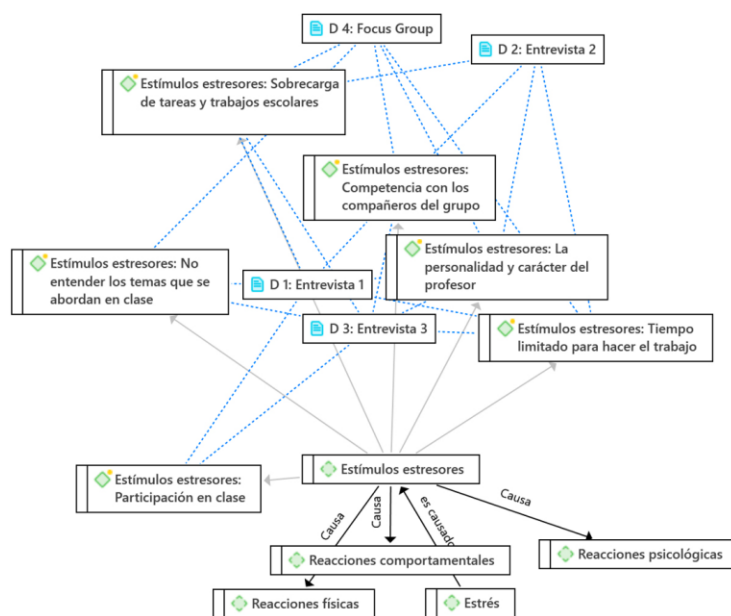 D 4: Focus Group
D 2: Entrevista 2
Estímulos estresores: Sobrecarga
de tareas y trabajos escolares
Estímulos estresores:
Competencia con los
compañeros del grupo
Estímulos estresores: La
personalidad y carácter del
profesor
Estímulos estresores: No
entender los temas que se
abordan en clase
D 1: Entrevista 1
D 3: Entrevista 3
Estímulos estresores: Tiempo
limitado para hacer el trabajo
Estímulos estresores:
Participación en clase
Estímulos estresores
Causa
Causa
es causado
Causa
Reacciones comportamentales
Reacciones psicológicas
Reacciones físicas
Estrés